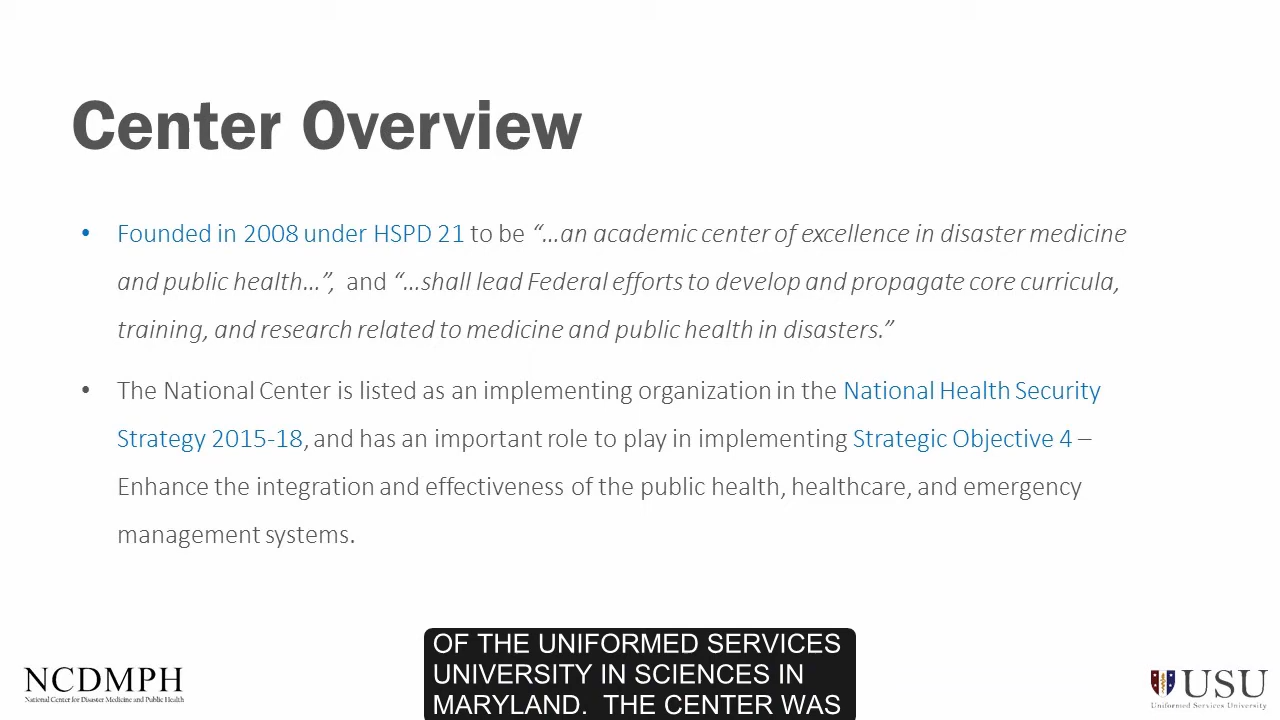 Center Overview
• Founded in 2008 under HSPD 21 to be “…an academic center of excellence in disaster medicine
and public health…”, and “…shall lead Federal efforts to develop and propagate core curricula,
training, and research related to medicine and public health in disasters.”
• The National Center is listed as an implementing organization in the National Health Security
Strategy 2015-18, and has an important role to play in implementing Strategic Objective 4 –
Enhance the integration and effectiveness of the public health, healthcare, and emergency
management systems.
OF THE UNIFORMED SERVICES
UNIVERSITY IN SCIENCES IN
MARYLAND. THE CENTER WAS
NCDMPH
National Center for Disaster Medicine and Public Health
USU
Uniformed Services University